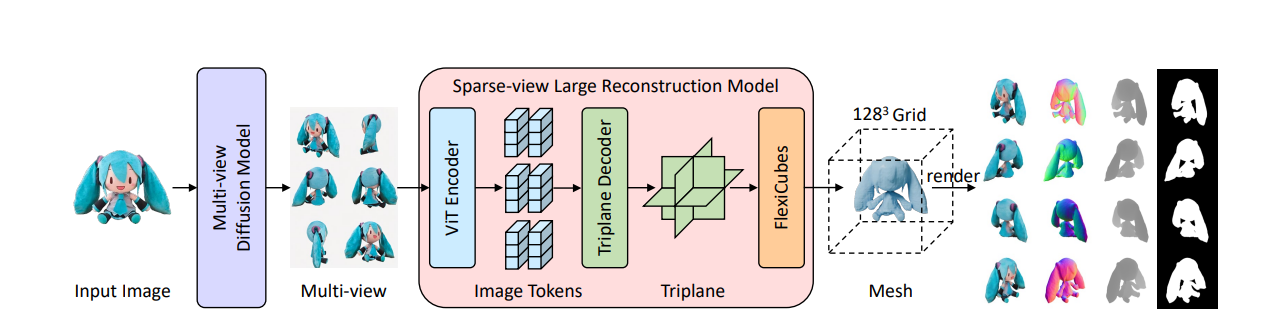 Sparse-view Large Reconstruction Model
Multi-view
Diffusion Model
ViT Encoder
Triplane Decoder
FlexiCubes
128³ Grid
render
Input Image
Multi-view
Image Tokens
Triplane
Mesh